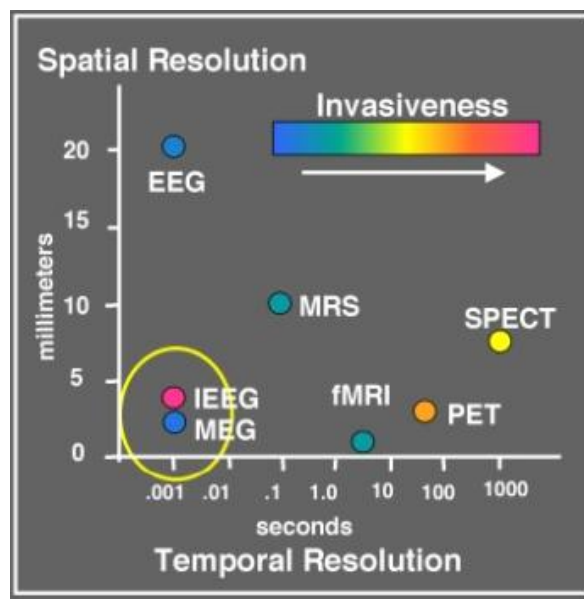 Spatial Resolution
Invasiveness
millimeters
20
15
10
5
0
EEG
MRS
SPECT
IEEG
fMRI
PET
MEG
.001 .01 .1 1.0 10 100 1000
seconds
Temporal Resolution